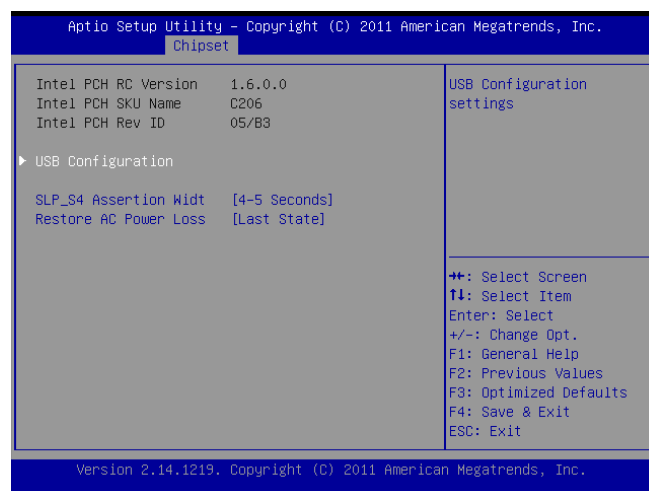 Aptio Setup Utility – Copyright (C) 2011 American Megatrends, Inc.
Chipset
Intel PCH RC Version 1.6.0.0
Intel PCH SKU Name C206
Intel PCH Rev ID 05/B3
▶ USB Configuration
SLP_S4 Assertion Widt [4-5 Seconds]
Restore AC Power Loss [Last State]
USB Configuration
settings
→←: Select Screen
↑↓: Select Item
Enter: Select
+/-: Change Opt.
F1: General Help
F2: Previous Values
F3: Optimized Defaults
F4: Save & Exit
ESC: Exit
Version 2.14.1219. Copyright (C) 2011 American Megatrends, Inc.